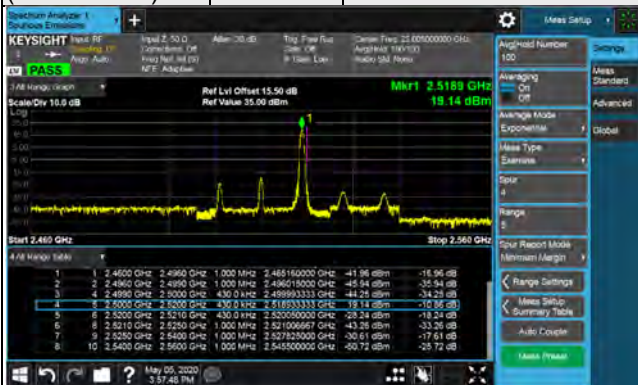 Spectrum Analyzer 1
Spurious Emissions
+
Meas Setup
KEYSIGHT Input: RF
Input Z: 50 Ω
Atten: 30 dB
Trig: Free Run
Center Freq: 25.005000000 GHz
Corrections: Off
Gate: Off
Avg|Hold: 100/100
Align: Auto
Freq Ref: Int (S)
IF Gain: Low
Radio Std: None
NFE: Adaptive
LXI PASS
3 All Range Graph
Ref Lvl Offset 15.50 dB
Mkr1 2.5189 GHz
Scale/Div 10.0 dB
Ref Value 35.00 dBm
19.14 dBm
Log
1
Start 2.460 GHz
Stop 2.560 GHz
4 All Range Table
1 1 2.4600 GHz 2.4960 GHz 1.000 MHz 2.465160000 GHz -41.96 dBm -16.96 dB
2 2 2.4960 GHz 2.4990 GHz 1.000 MHz 2.496015000 GHz -45.94 dBm -35.94 dB
3 2.4990 GHz 2.5000 GHz 430.0 kHz 2.499993333 GHz -44.25 dBm -34.25 dB
4 5 2.5000 GHz 2.5200 GHz 430.0 kHz 2.518933333 GHz 19.14 dBm -10.86 dB
5 6 2.5200 GHz 2.5210 GHz 430.0 kHz 2.520050000 GHz -28.24 dBm -18.24 dB
6 8 2.5210 GHz 2.5250 GHz 1.000 MHz 2.521006667 GHz -43.26 dBm -33.26 dB
7 9 2.5250 GHz 2.5400 GHz 1.000 MHz 2.527825000 GHz -30.61 dBm -17.61 dB
8 10 2.5400 GHz 2.5600 GHz 1.000 MHz 2.545500000 GHz -50.72 dBm -25.72 dB
Avg|Hold Number
100
Averaging
On
Off
Average Mode
Exponential
Meas Type
Examine
Spur
4
Range
5
Spur Report Mode
Minimum Margin
Range Settings
Meas Setup
Summary Table
Auto Couple
Meas Preset
Settings
Meas
Standard
Advanced
Global
?
May 05, 2020
3:57:48 PM